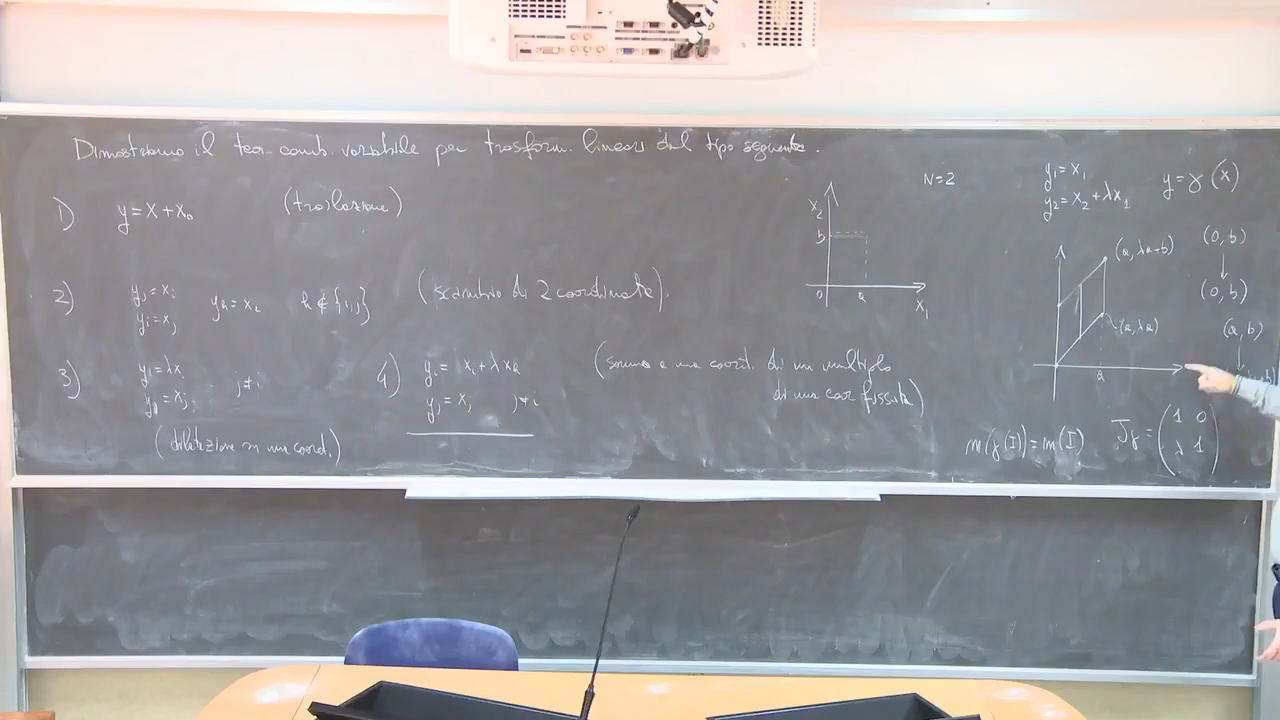 Dimostriamo il teor. camb. variabile per trasform. lineari del tipo seguente.
1) y = x + x₀ (traslazione)
2) yⱼ = xᵢ
yᵢ = xⱼ
yₕ = xₕ h ∉ {i,j} (scambio di 2 coordinate).
3) yᵢ = λxᵢ
yⱼ = xⱼ j≠i
(dilatazione in una coord.)
4) yᵢ = xᵢ + λxₖ
yⱼ = xⱼ j≠i
(somma a una coord. di un multiplo
di una coor fissata)
x₂
b
0 a x₁
N=2
y₁ = x₁
y₂ = x₂ + λx₁
y = γ(x)
(a, λa+b)
(a, λa)
a
(0, b)
↓
(0, b)
(a, b)
↓
m(γ(I)) = m(I)
Jγ = (1 0
λ 1)